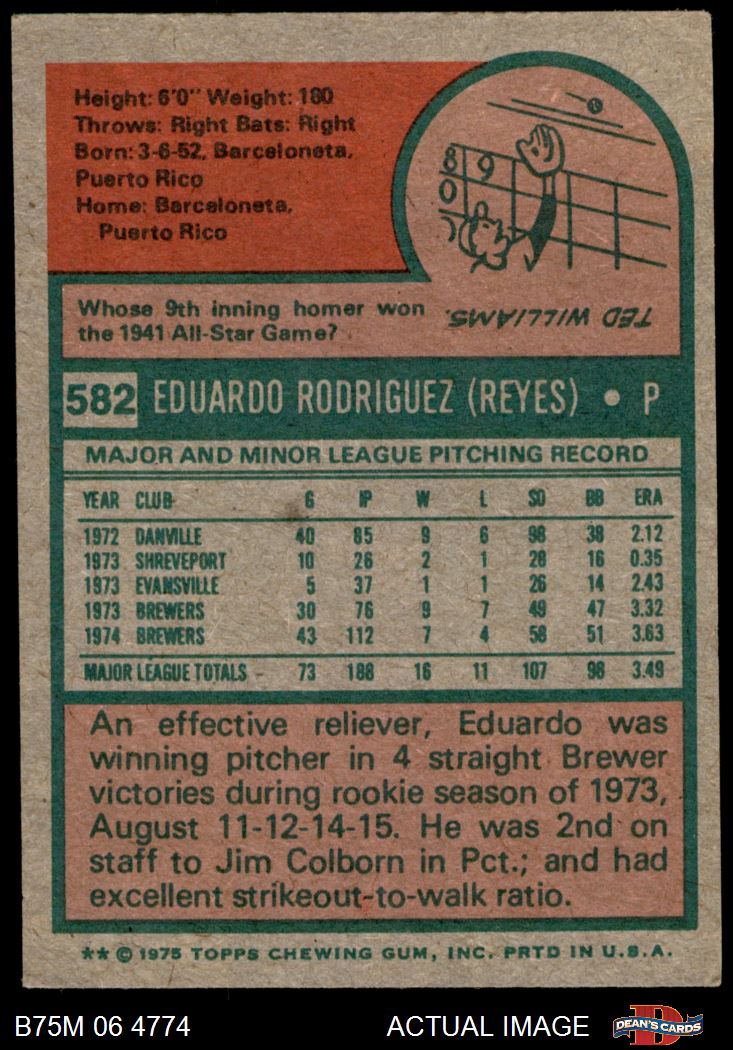 Height: 6'0" Weight: 180
Throws: Right Bats: Right
Born: 3-6-52, Barceloneta,
Puerto Rico
Home: Barceloneta,
Puerto Rico
8 9
0
Whose 9th inning homer won
the 1941 All-Star Game?
TED WILLIAMS.
582 EDUARDO RODRIGUEZ (REYES) • P
MAJOR AND MINOR LEAGUE PITCHING RECORD
YEAR CLUB G IP W L SO BB ERA
1972 DANVILLE 40 85 9 6 98 38 2.12
1973 SHREVEPORT 10 26 2 1 28 16 0.35
1973 EVANSVILLE 5 37 1 1 26 14 2.43
1973 BREWERS 30 76 9 7 49 47 3.32
1974 BREWERS 43 112 7 4 58 51 3.63
MAJOR LEAGUE TOTALS 73 188 16 11 107 98 3.49
An effective reliever, Eduardo was
winning pitcher in 4 straight Brewer
victories during rookie season of 1973,
August 11-12-14-15. He was 2nd on
staff to Jim Colborn in Pct.; and had
excellent strikeout-to-walk ratio.
** © 1975 TOPPS CHEWING GUM, INC. PRTD IN U.S.A.
B75M 06 4774 ACTUAL IMAGE DEAN'S CARDS